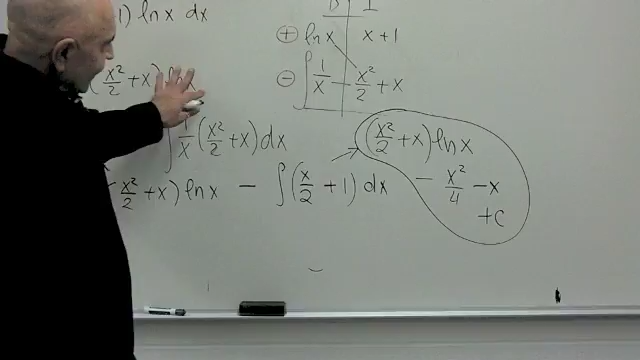 1) ln x dx
(x²/2 + x) ln x
∫ 1/x (x²/2 + x) dx
x²/2 + x) ln x − ∫ (x/2 + 1) dx
D I
⊕ ln x x + 1
⊖ ∫ 1/x — x²/2 + x
(x²/2 + x) ln x
− x²/4 − x
+ C